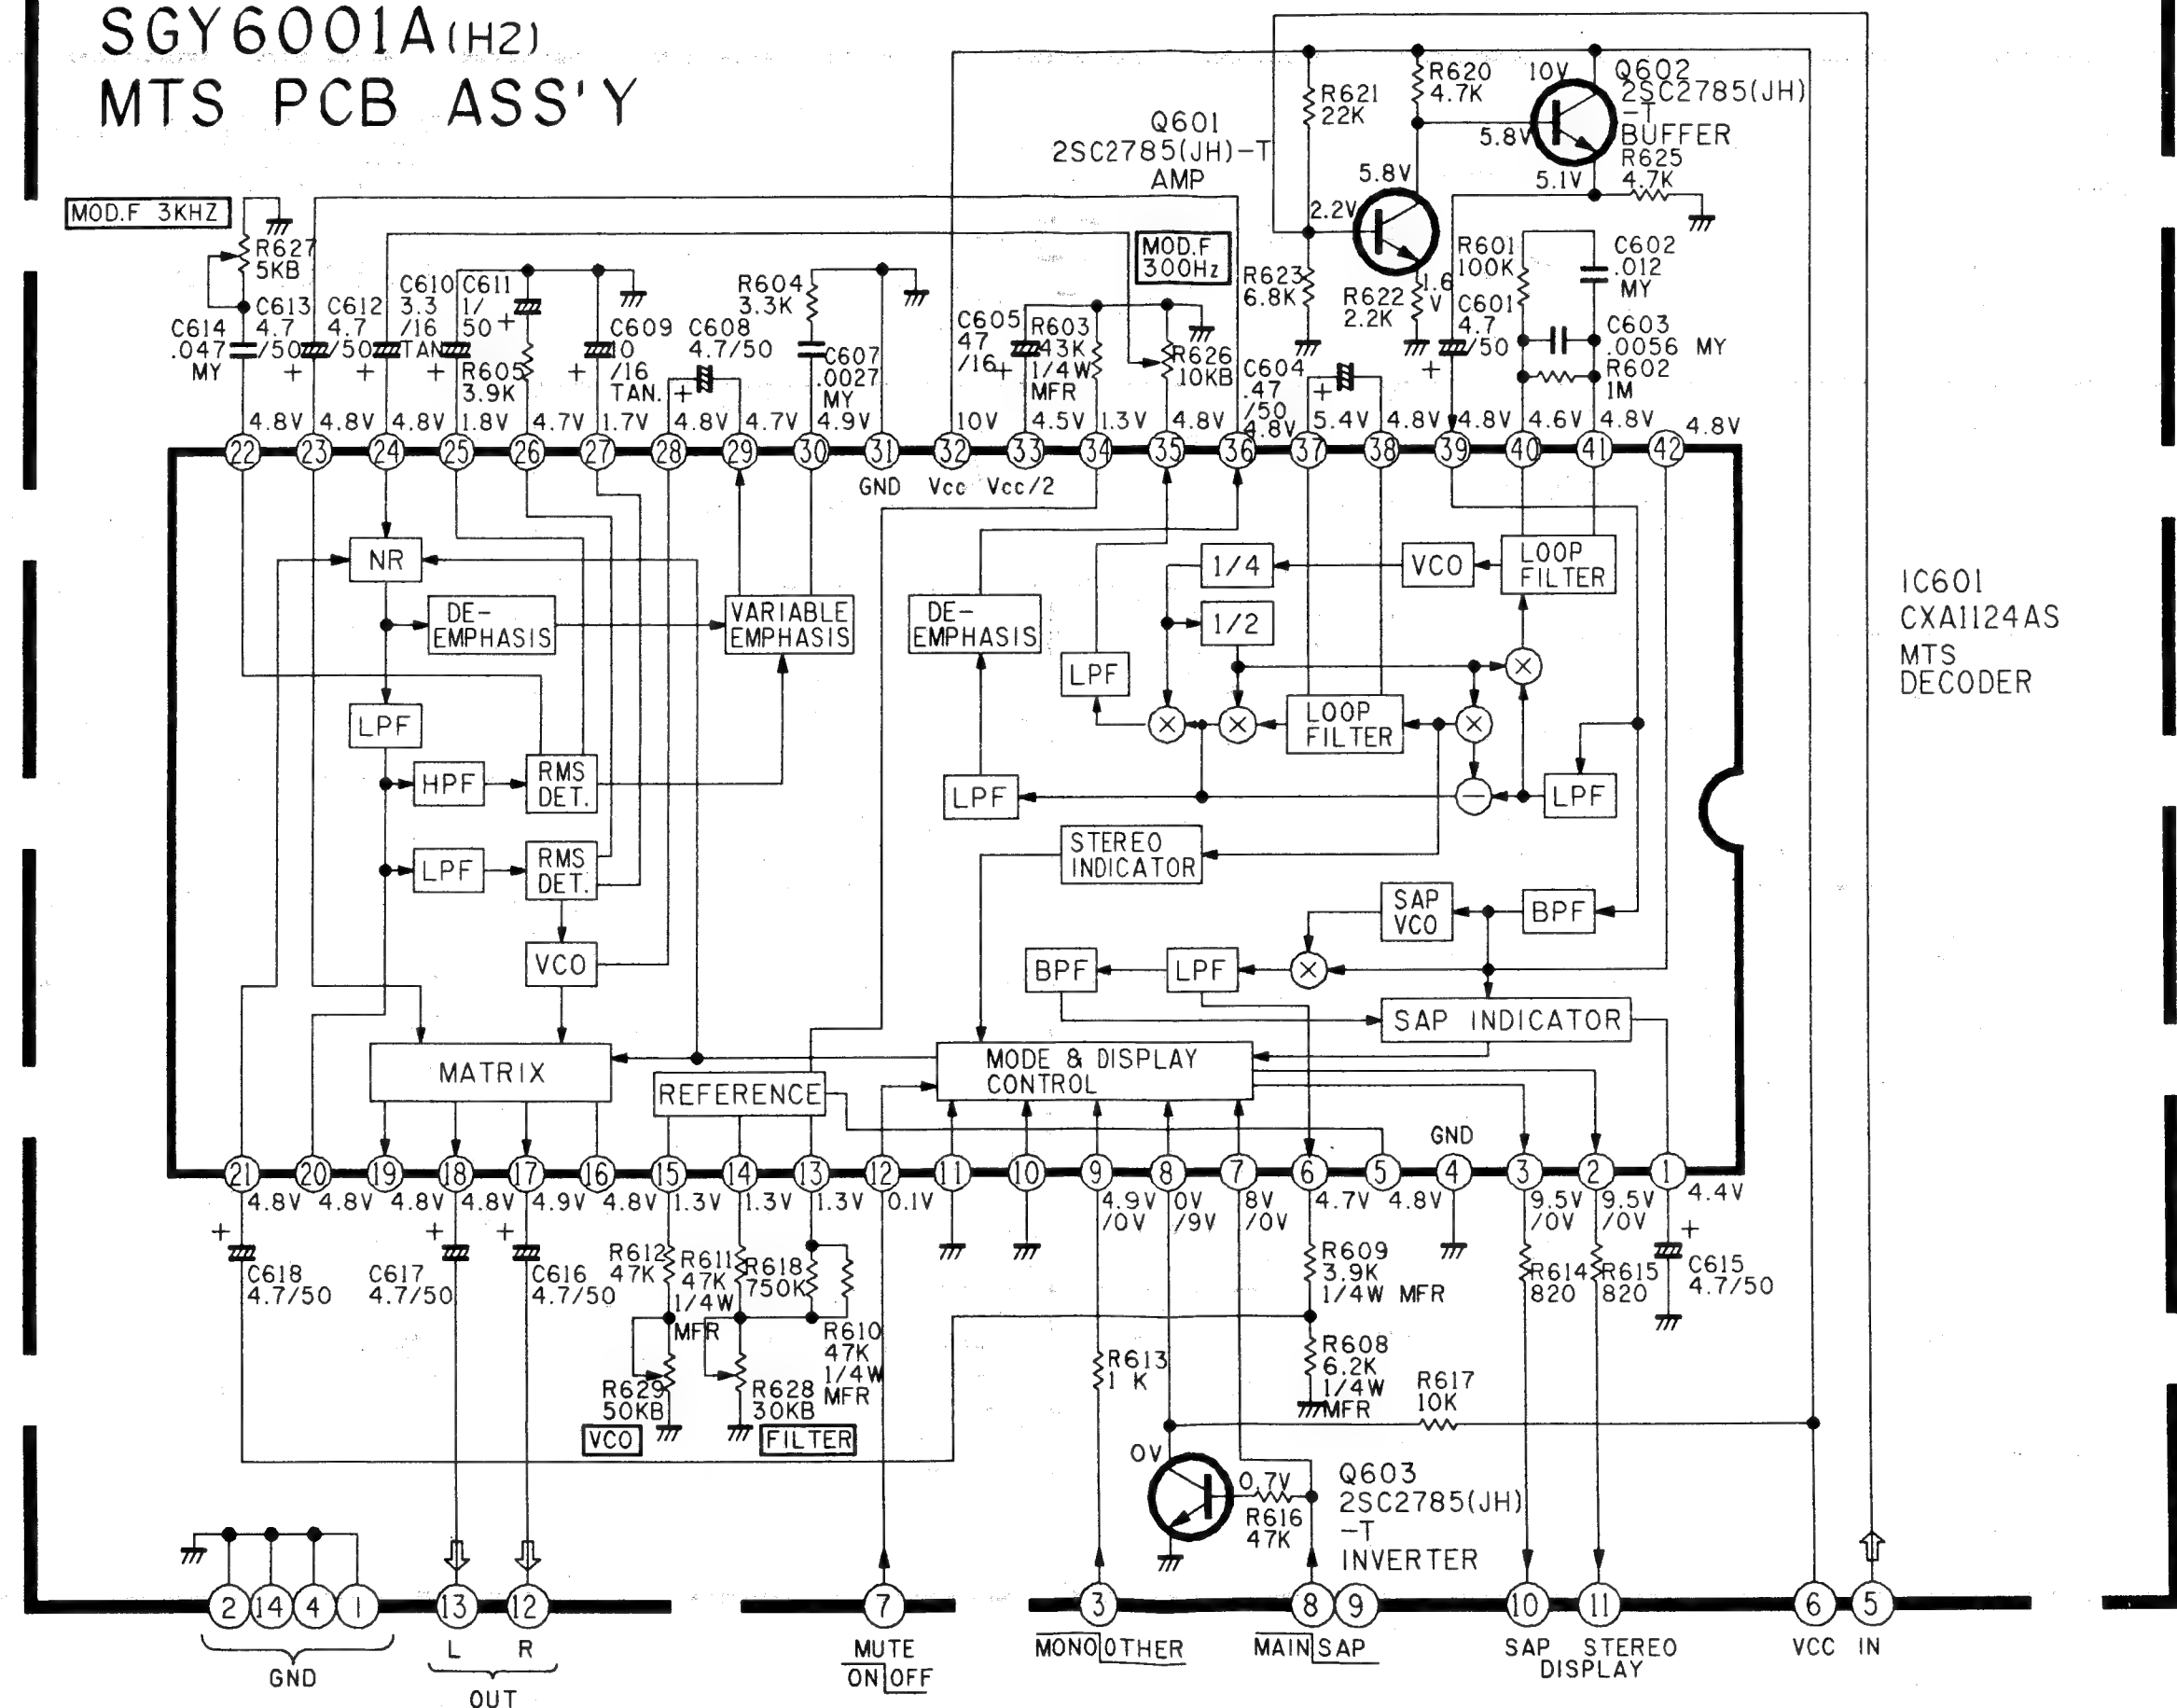 SGY6001A(H2)
MTS PCB ASS'Y
Q601
2SC2785(JH)-T
AMP
R621
22K
R620
4.7K
10V
Q602
2SC2785(JH)
-T
BUFFER
5.8V
R625
4.7K
5.1V
5.8V
2.2V
MOD.F 3KHZ
R627
5KB
MOD.F
300Hz
R623
6.8K
R622
2.2K
1.6
V
R601
100K
C602
.012
MY
C601
4.7
/50
+
C603
.0056 MY
R602
1M
C614
.047
MY
C613
4.7
/50
+
C612
4.7
/50
+
C610
3.3
/16
TAN
+
C611
1/
50 +
R605
3.9K
C609
10
/16
TAN.
+
C608
4.7/50
+
R604
3.3K
C607
.0027
MY
C605
47
/16 +
R603
43K
1/4W
MFR
R626
10KB
C604
.47
/50
+
4.8V 4.8V 4.8V 1.8V 4.7V 1.7V 4.8V 4.7V 4.9V 10V 4.5V 1.3V 4.8V 4.8V 5.4V 4.8V 4.8V 4.6V 4.8V 4.8V
22 23 24 25 26 27 28 29 30 31 32 33 34 35 36 37 38 39 40 41 42
GND Vcc Vcc/2
NR
DE-
EMPHASIS
VARIABLE
EMPHASIS
DE-
EMPHASIS
1/4
VCO
LOOP
FILTER
1/2
LPF
LPF
LOOP
FILTER
HPF
RMS
DET.
LPF
LPF
LPF
RMS
DET.
STEREO
INDICATOR
SAP
VCO
BPF
VCO
BPF
LPF
SAP INDICATOR
MATRIX
REFERENCE
MODE & DISPLAY
CONTROL
GND
IC601
CXA1124AS
MTS
DECODER
21 20 19 18 17 16 15 14 13 12 11 10 9 8 7 6 5 4 3 2 1
4.8V 4.8V 4.8V 4.8V 4.9V 4.8V 1.3V 1.3V 1.3V 0.1V
4.9V
/0V
0V
/9V
8V
/0V
4.7V 4.8V
9.5V
/0V
9.5V
/0V
4.4V
+
C618
4.7/50
+
C617
4.7/50
+
C616
4.7/50
R612
47K
R611
47K
1/4W
MFR
R618
750K
R610
47K
1/4W
MFR
R629
50KB
VCO
R628
30KB
FILTER
R613
1 K
R609
3.9K
1/4W MFR
R608
6.2K
1/4W
MFR
R617
10K
R614
820
R615
820
+
C615
4.7/50
0V
0.7V
R616
47K
Q603
2SC2785(JH)
-T
INVERTER
2 14 4 1 13 12 7 3 8 9 10 11 6 5
GND
L R
OUT
MUTE
ON OFF
MONO OTHER
MAIN SAP
SAP STEREO
DISPLAY
VCC IN